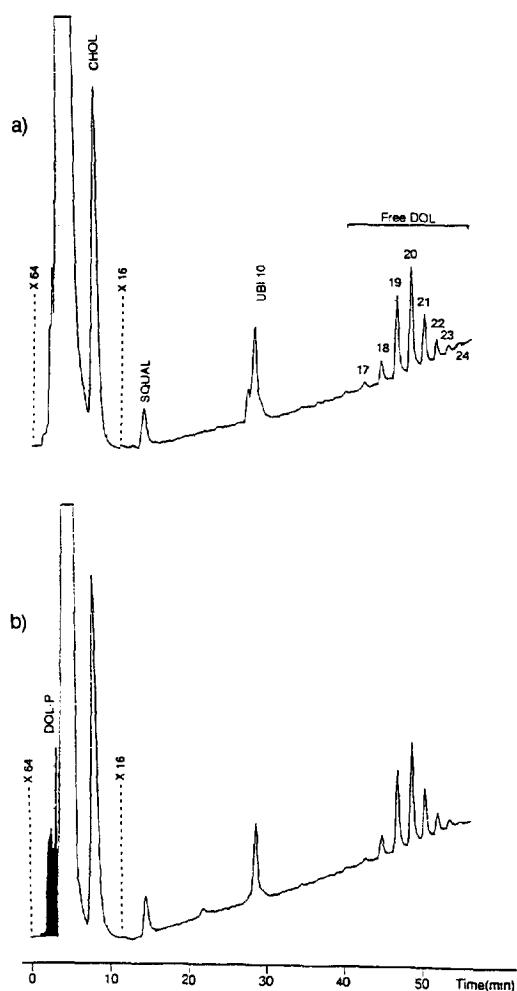 a)
CHOL
X 64
X 16
SQUAL
UBI 10
Free DOL
17
18
19
20
21
22
23
24
b)
DOL-P
X 64
X 16
0 10 20 30 40 50 Time(min)